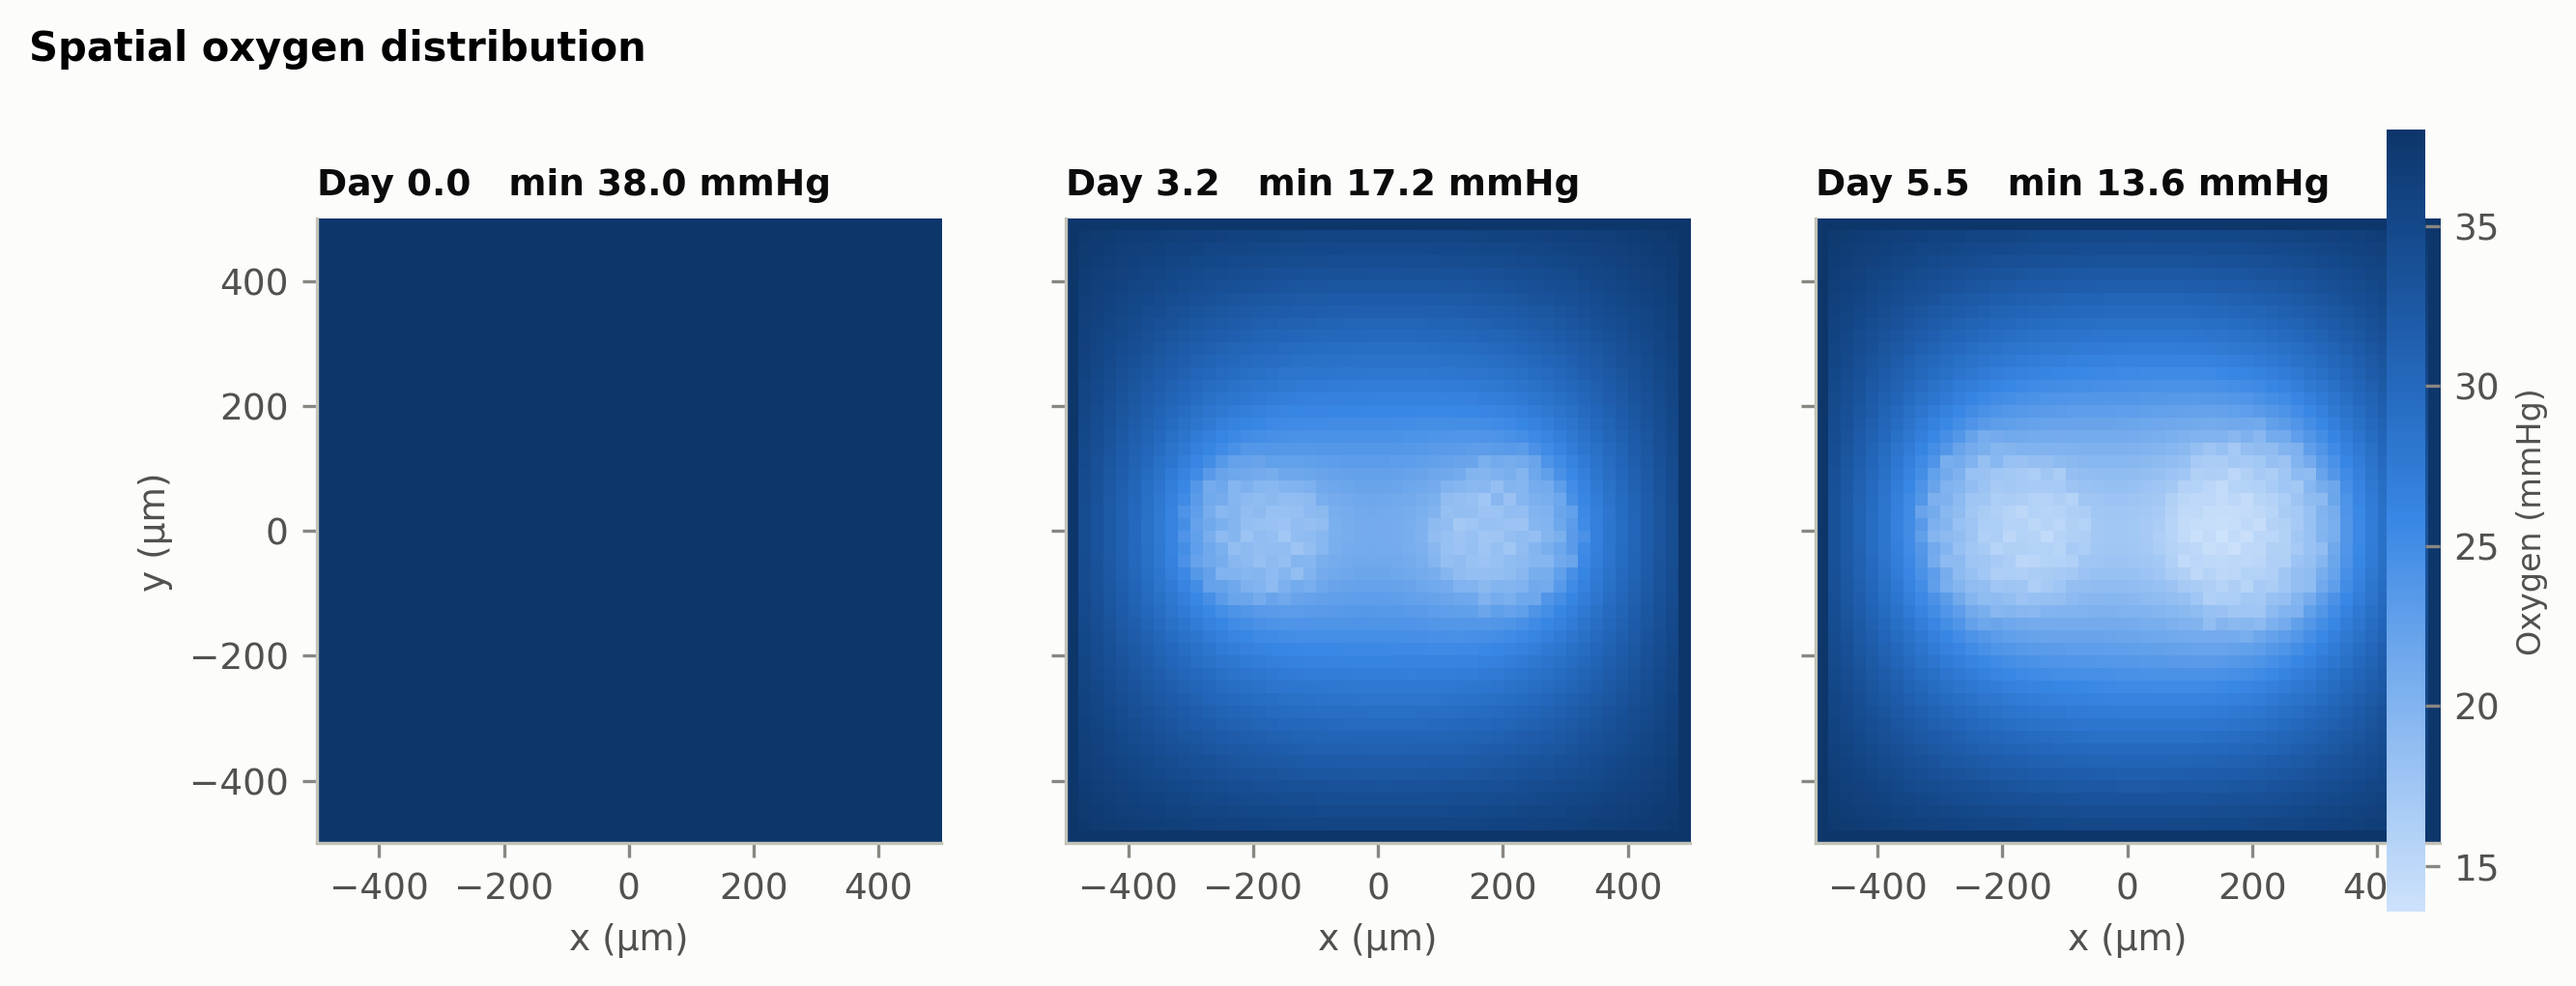 Spatial oxygen distribution
Day 0.0   min 38.0 mmHg
Day 3.2   min 17.2 mmHg
Day 5.5   min 13.6 mmHg
400
200
0
−200
−400
y (µm)
−400 −200 0 200 400
x (µm)
−400 −200 0 200 400
x (µm)
−400 −200 0 200 40
x (µm)
35
30
25
20
15
Oxygen (mmHg)